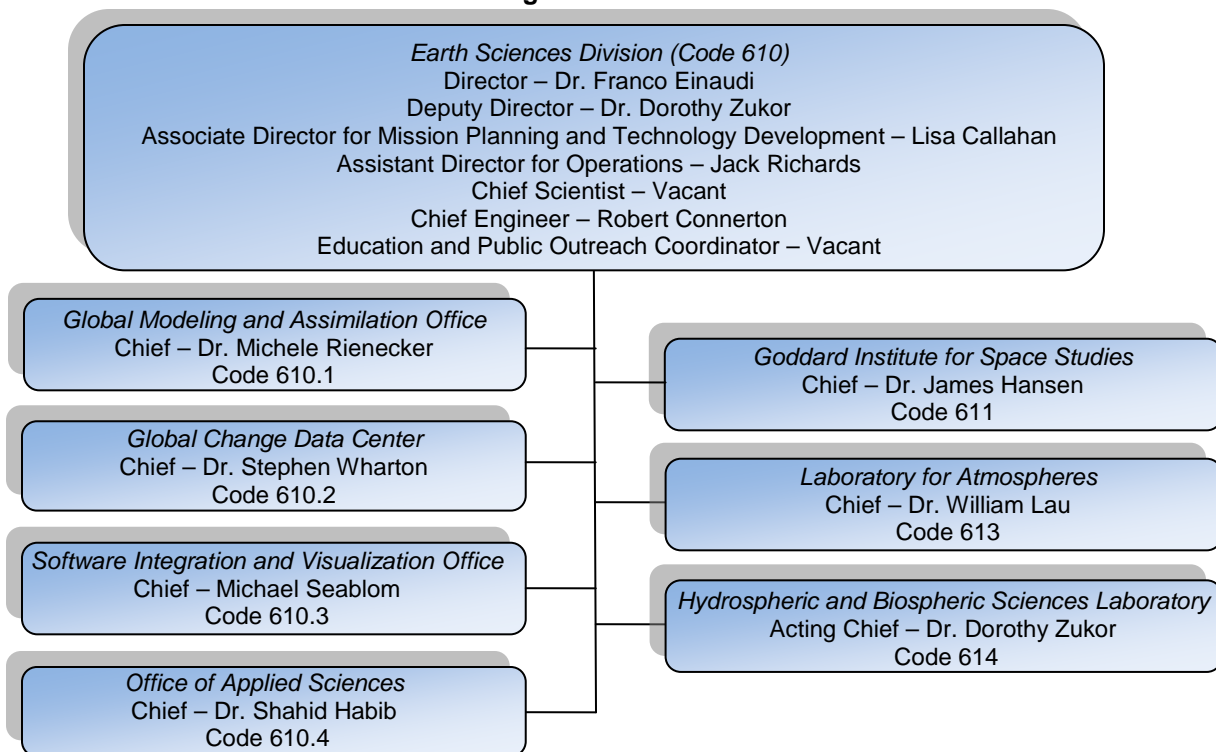 Earth Sciences Division (Code 610)
Director – Dr. Franco Einaudi
Deputy Director – Dr. Dorothy Zukor
Associate Director for Mission Planning and Technology Development – Lisa Callahan
Assistant Director for Operations – Jack Richards
Chief Scientist – Vacant
Chief Engineer – Robert Connerton
Education and Public Outreach Coordinator – Vacant
Global Modeling and Assimilation Office
Chief – Dr. Michele Rienecker
Code 610.1
Global Change Data Center
Chief – Dr. Stephen Wharton
Code 610.2
Software Integration and Visualization Office
Chief – Michael Seablom
Code 610.3
Office of Applied Sciences
Chief – Dr. Shahid Habib
Code 610.4
Goddard Institute for Space Studies
Chief – Dr. James Hansen
Code 611
Laboratory for Atmospheres
Chief – Dr. William Lau
Code 613
Hydrospheric and Biospheric Sciences Laboratory
Acting Chief – Dr. Dorothy Zukor
Code 614